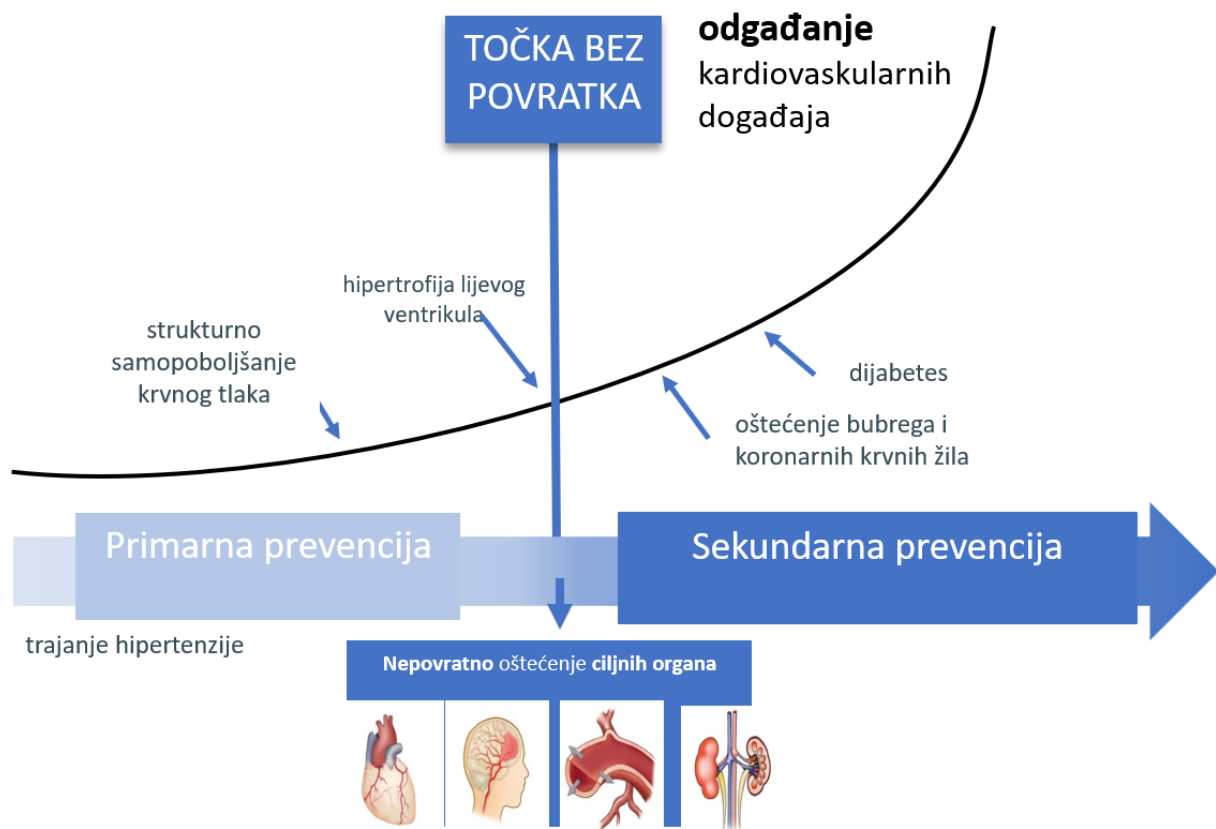 TOČKA BEZ
POVRATKA
odgađanje
kardiovaskularnih
događaja
hipertrofija lijevog
ventrikula
strukturno
samopoboljšanje
krvnog tlaka
dijabetes
oštećenje bubrega i
koronarnih krvnih žila
Primarna prevencija
Sekundarna prevencija
trajanje hipertenzije
Nepovratno oštećenje ciljnih organa